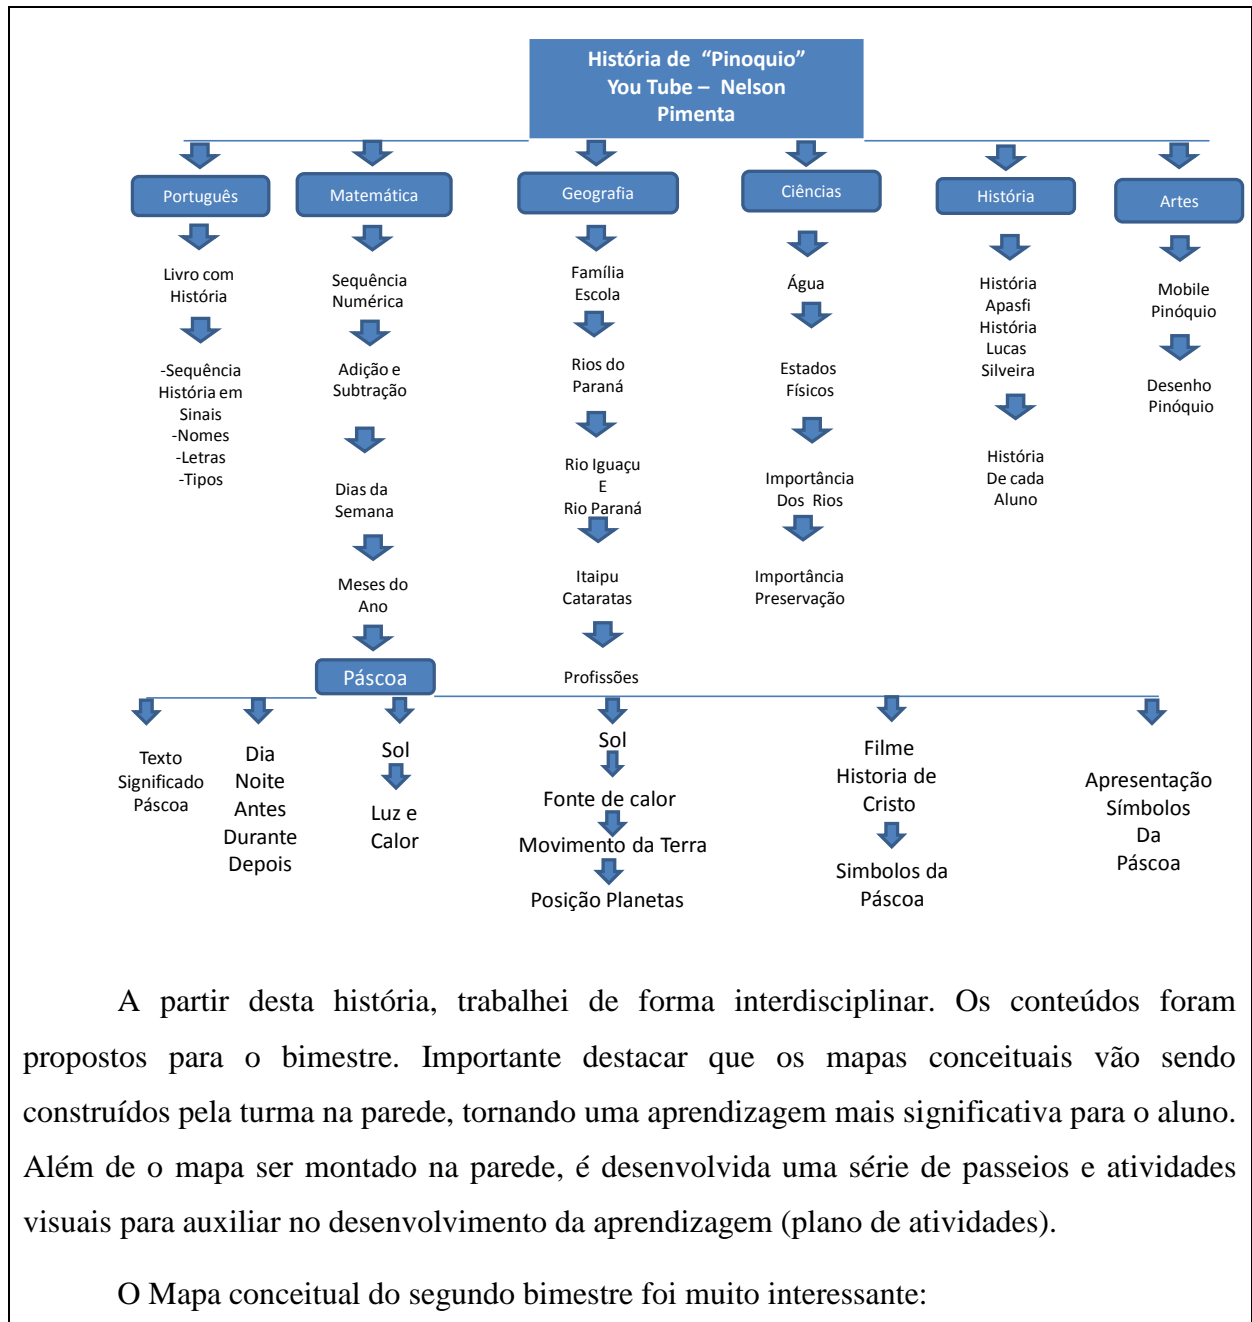 História de “Pinoquio”
You Tube – Nelson
Pimenta
Português
Matemática
Geografia
Ciências
História
Artes
Livro com
História
-Sequência
História em
Sinais
-Nomes
-Letras
-Tipos
Sequência
Numérica
Adição e
Subtração
Dias da
Semana
Meses do
Ano
Família
Escola
Rios do
Paraná
Rio Iguaçu
E
Rio Paraná
Itaipu
Cataratas
Profissões
Água
Estados
Físicos
Importância
Dos Rios
Importância
Preservação
História
Apasfi
História
Lucas
Silveira
História
De cada
Aluno
Mobile
Pinóquio
Desenho
Pinóquio
Páscoa
Texto
Significado
Páscoa
Dia
Noite
Antes
Durante
Depois
Sol
Luz e
Calor
Sol
Fonte de calor
Movimento da Terra
Posição Planetas
Filme
Historia de
Cristo
Simbolos da
Páscoa
Apresentação
Símbolos
Da
Páscoa
A partir desta história, trabalhei de forma interdisciplinar. Os conteúdos foram
propostos para o bimestre. Importante destacar que os mapas conceituais vão sendo
construídos pela turma na parede, tornando uma aprendizagem mais significativa para o aluno.
Além de o mapa ser montado na parede, é desenvolvida uma série de passeios e atividades
visuais para auxiliar no desenvolvimento da aprendizagem (plano de atividades).
O Mapa conceitual do segundo bimestre foi muito interessante: